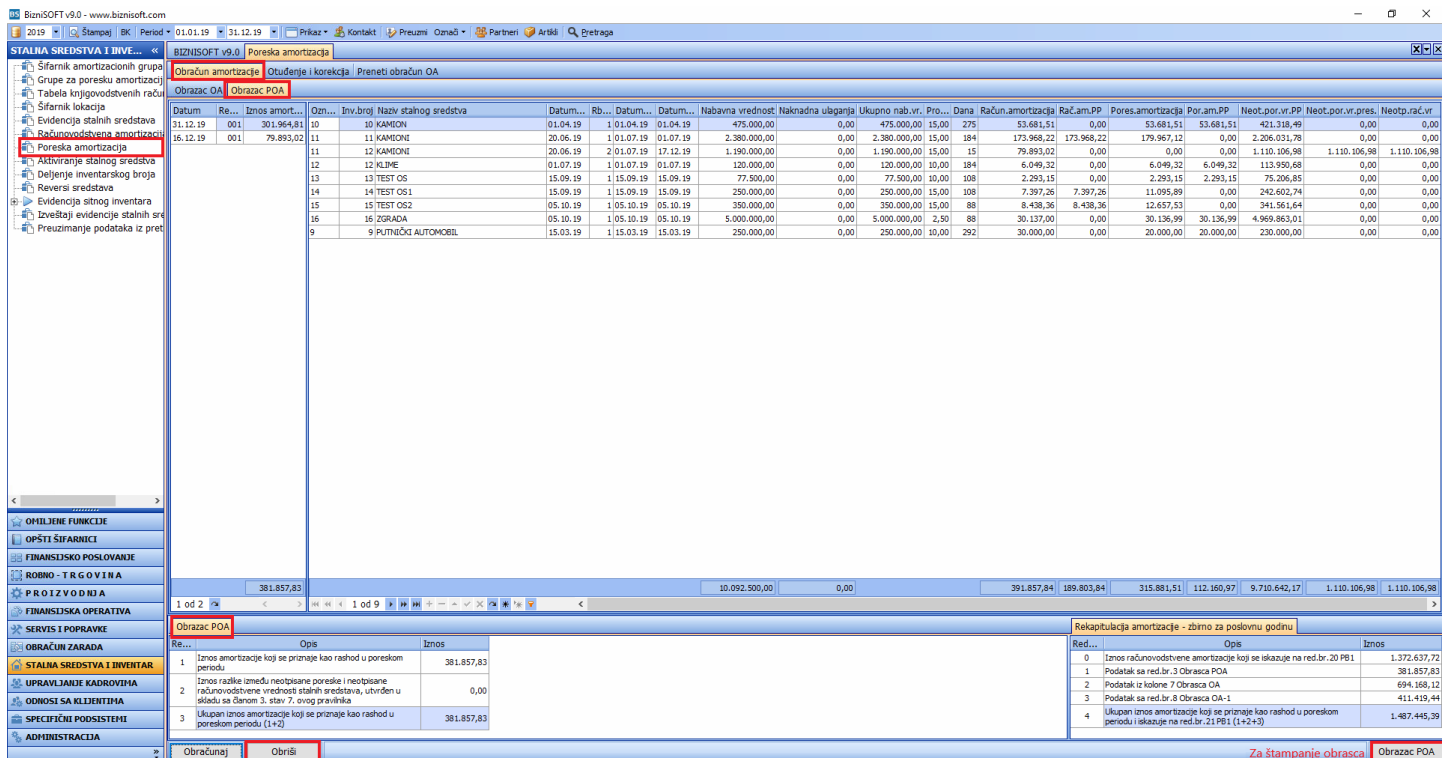 BizniSOFT v9.0 - www.biznisoft.com
2019 Štampaj BK Period 01.01.19 31.12.19 Prikaz Kontakt Preuzmi Označi Partneri Artikli Pretraga
STALNA SREDSTVA I INVE... «
Šifarnik amortizacionih grupa
Grupe za poresku amortizacij
Tabela knjigovodstvenih raču
Šifarnik lokacija
Evidencija stalnih sredstava
Računovodstvena amortizacija
Poreska amortizacija
Aktiviranje stalnog sredstva
Deljenje inventarskog broja
Reversi sredstava
Evidencija sitnog inventara
Izveštaji evidencije stalnih sre
Preuzimanje podataka iz pret
OMILJENE FUNKCIJE
OPŠTI ŠIFARNICI
FINANSIJSKO POSLOVANJE
ROBNO - T R G O V I N A
P R O I Z V O D NJ A
FINANSIJSKA OPERATIVA
SERVIS I POPRAVKE
OBRAČUN ZARADA
STALNA SREDSTVA I INVENTAR
UPRAVLJANJE KADROVIMA
ODNOSI SA KLIJENTIMA
SPECIFIČNI PODSISTEMI
ADMINISTRACIJA
»
BIZNISOFT v9.0 Poreska amortizacija
Obračun amortizacije Otuđenje i korekcija Preneti obračun OA
Obrazac OA Obrazac POA
Datum Re... Iznos amort...
31.12.19 001 301.964,81
16.12.19 001 79.893,02
381.857,83
1 od 2
Ozn... Inv.broj Naziv stalnog sredstva Datum... Rb... Datum... Datum... Nabavna vrednost Naknadna ulaganja Ukupno nab.vr. Pro... Dana Račun.amortizacija Rač.am.PP Pores.amortizacija Por.am.PP Neot.por.vr.PP Neot.por.vr.pres. Neotp.rač.vr
10 10 KAMION 01.04.19 1 01.04.19 01.04.19 475.000,00 0,00 475.000,00 15,00 275 53.681,51 0,00 53.681,51 53.681,51 421.318,49 0,00 0,00
11 11 KAMIONI 20.06.19 1 01.07.19 01.07.19 2.380.000,00 0,00 2.380.000,00 15,00 184 173.968,22 173.968,22 179.967,12 0,00 2.206.031,78 0,00 0,00
11 12 KAMIONI 20.06.19 2 01.07.19 17.12.19 1.190.000,00 0,00 1.190.000,00 15,00 15 79.893,02 0,00 0,00 0,00 1.110.106,98 1.110.106,98 1.110.106,98
12 12 KLIME 01.07.19 1 01.07.19 01.07.19 120.000,00 0,00 120.000,00 10,00 184 6.049,32 0,00 6.049,32 6.049,32 113.950,68 0,00 0,00
13 13 TEST OS 15.09.19 1 15.09.19 15.09.19 77.500,00 0,00 77.500,00 10,00 108 2.293,15 0,00 2.293,15 2.293,15 75.206,85 0,00 0,00
14 14 TEST OS1 15.09.19 1 15.09.19 15.09.19 250.000,00 0,00 250.000,00 15,00 108 7.397,26 7.397,26 11.095,89 0,00 242.602,74 0,00 0,00
15 15 TEST OS2 05.10.19 1 05.10.19 05.10.19 350.000,00 0,00 350.000,00 15,00 88 8.438,36 8.438,36 12.657,53 0,00 341.561,64 0,00 0,00
16 16 ZGRADA 05.10.19 1 05.10.19 05.10.19 5.000.000,00 0,00 5.000.000,00 2,50 88 30.137,00 0,00 30.136,99 30.136,99 4.969.863,01 0,00 0,00
9 9 PUTNIČKI AUTOMOBIL 15.03.19 1 15.03.19 15.03.19 250.000,00 0,00 250.000,00 10,00 292 30.000,00 0,00 20.000,00 20.000,00 230.000,00 0,00 0,00
10.092.500,00 0,00 391.857,84 189.803,84 315.881,51 112.160,97 9.710.642,17 1.110.106,98 1.110.106,98
1 od 9
Obrazac POA
Re... Opis Iznos
1 Iznos amortizacije koji se priznaje kao rashod u poreskom periodu 381.857,83
2 Iznos razlike između neotpisane poreske i neotpisane računovodstvene vrednosti stalnih sredstava, utvrđen u skladu sa članom 3. stav 7. ovog pravilnika 0,00
3 Ukupan iznos amortizacije koji se priznaje kao rashod u poreskom periodu (1+2) 381.857,83
Rekapitulacija amortizacije - zbirno za poslovnu godinu
Red... Opis Iznos
0 Iznos računovodstvene amortizacije koji se iskazuje na red.br.20 PB1 1.372.637,72
1 Podatak sa red.br.3 Obrasca POA 381.857,83
2 Podatak iz kolone 7 Obrasca OA 694.168,12
3 Podatak sa red.br.8 Obrasca OA-1 411.419,44
4 Ukupan iznos amortizacije koji se priznaje kao rashod u poreskom periodu i iskazuje na red.br.21 PB1 (1+2+3) 1.487.445,39
Obračunaj Obriši Za štampanje obrasca Obrazac POA